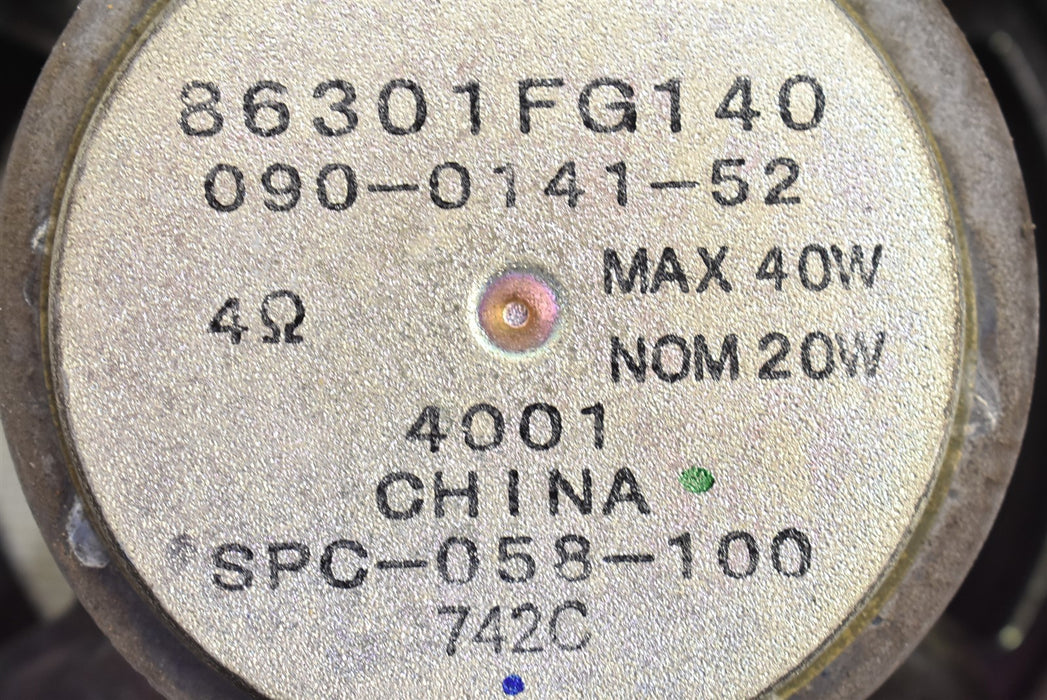 86301FG140
090-0141-52
MAX 40W
4Ω
NOM 20W
4001
CHINA
SPC-058-100
742C